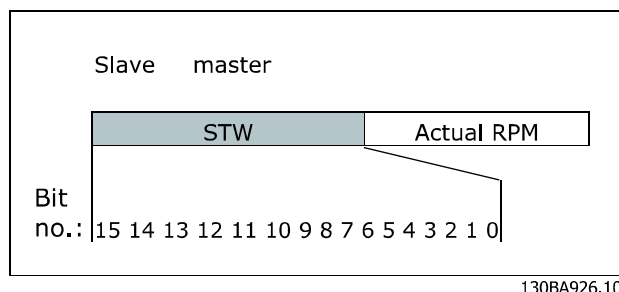 Slave master
STW Actual RPM
Bit
no.: 15 14 13 12 11 10 9 8 7 6 5 4 3 2 1 0
130BA926.10